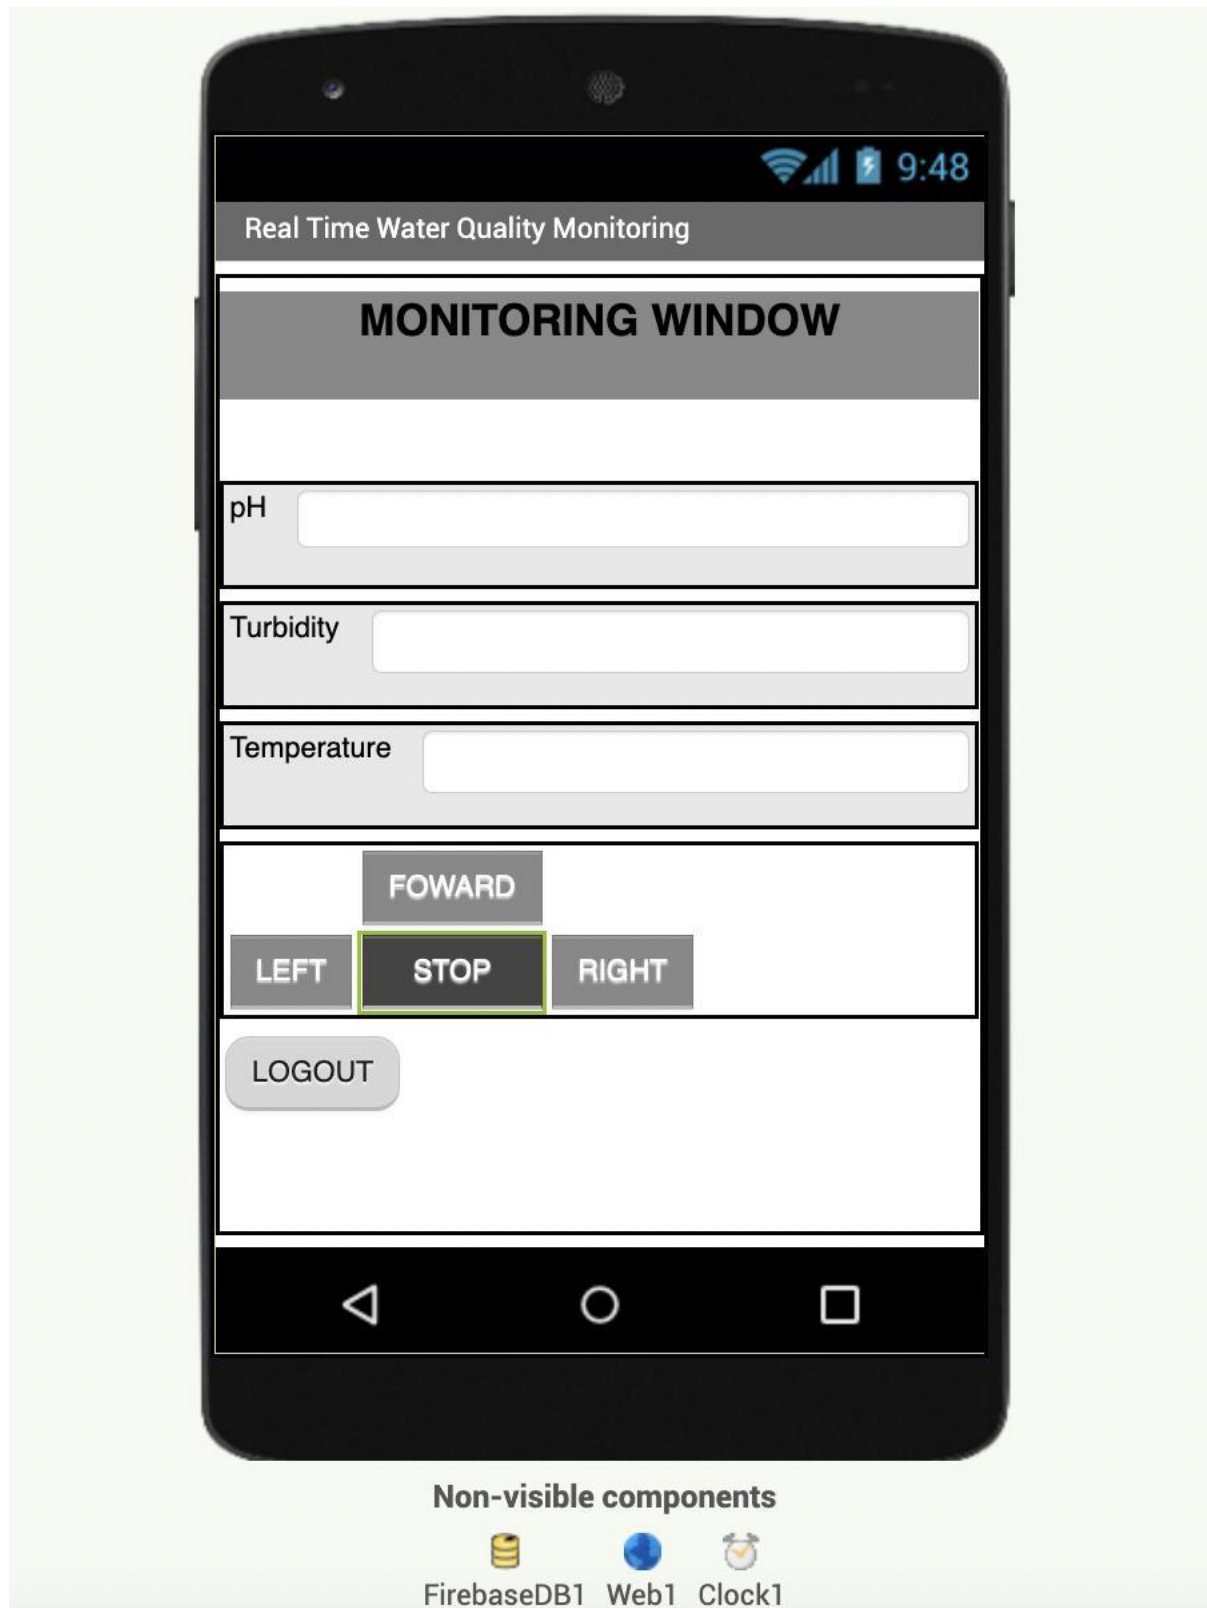 9:48
Real Time Water Quality Monitoring
MONITORING WINDOW
pH
Turbidity
Temperature
FOWARD
LEFT STOP RIGHT
LOGOUT
Non-visible components
FirebaseDB1 Web1 Clock1